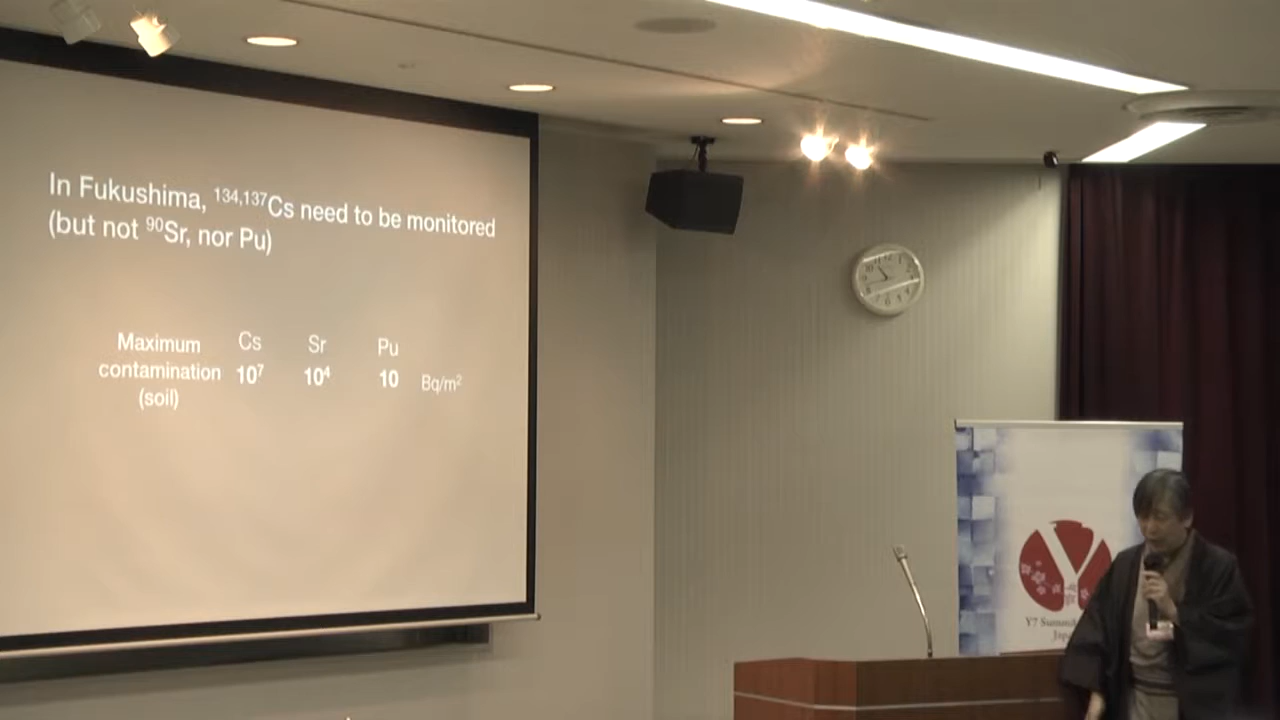 In Fukushima, ¹³⁴,¹³⁷Cs need to be monitored
(but not ⁹⁰Sr, nor Pu)
Cs Sr Pu
Maximum
contamination
(soil)
10⁷ 10⁴ 10 Bq/m²
Y
Y7